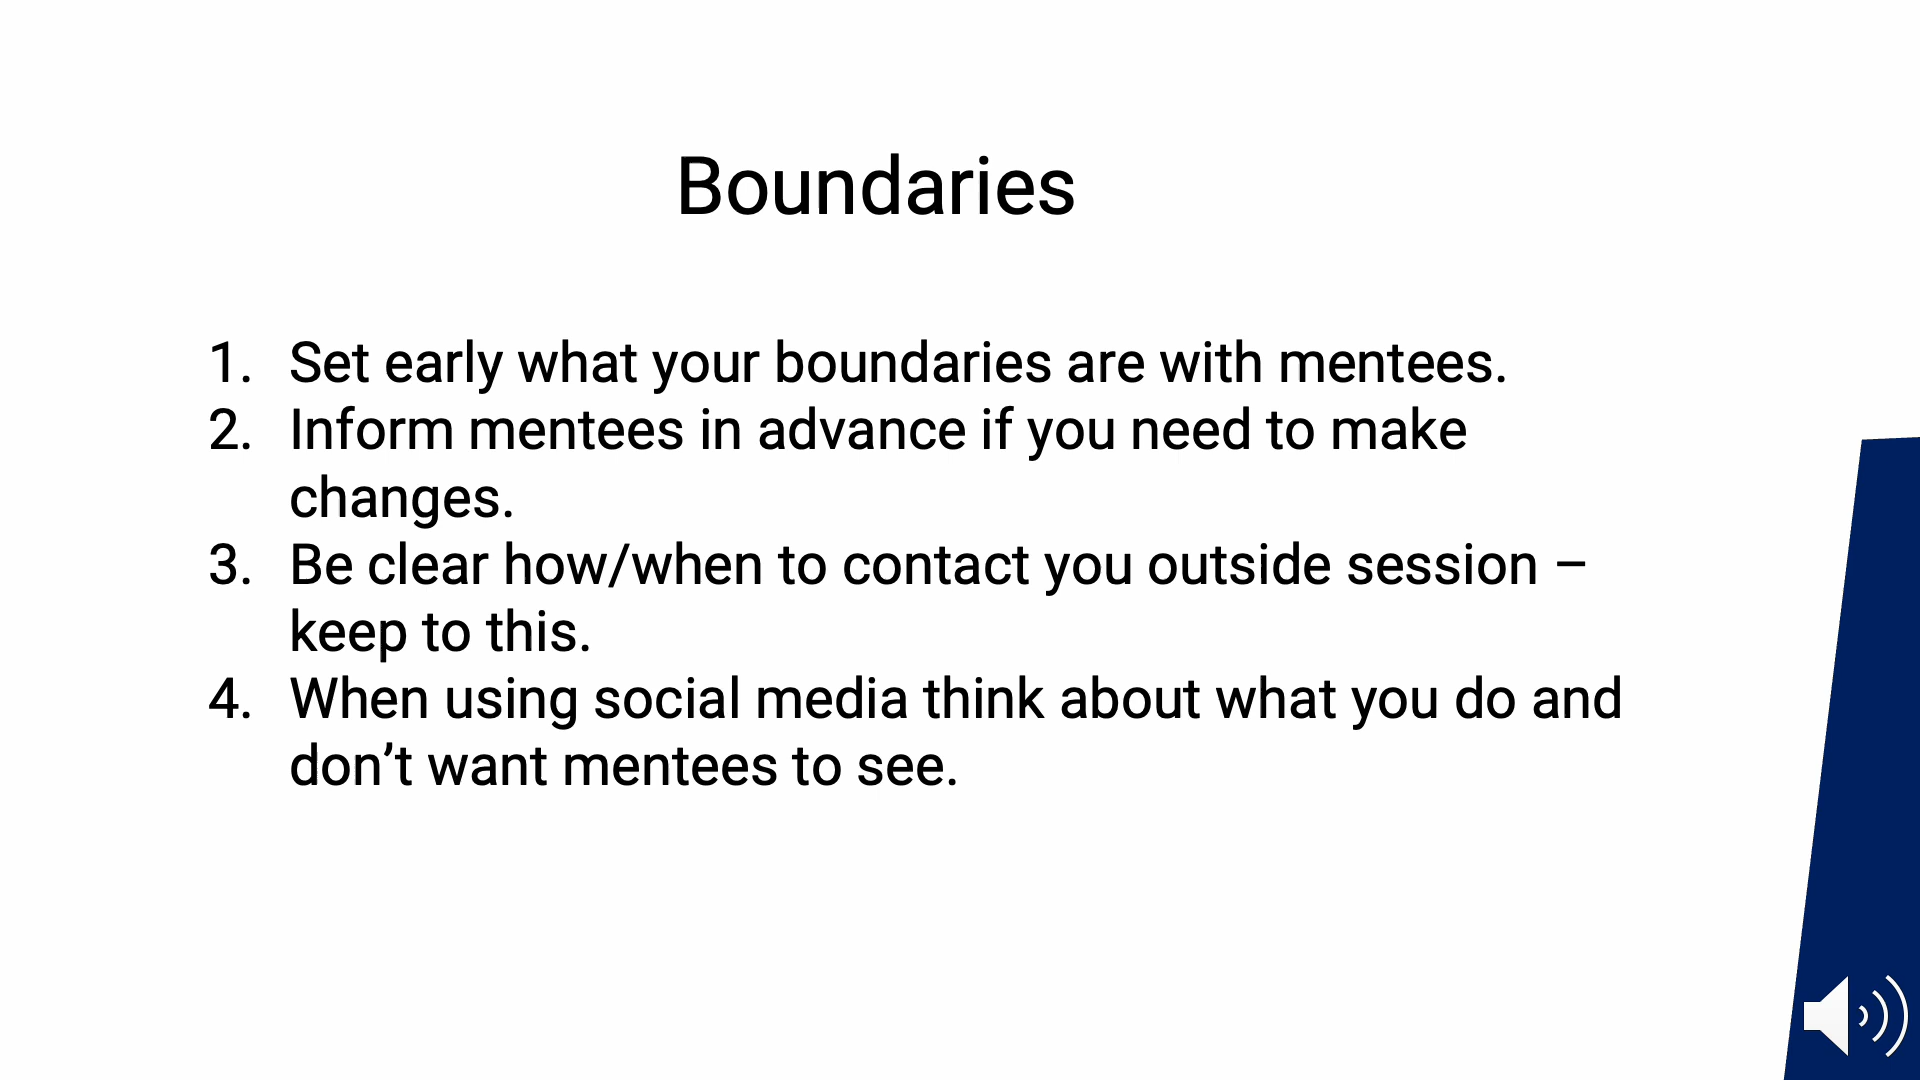 Boundaries
1. Set early what your boundaries are with mentees.
2. Inform mentees in advance if you need to make
changes.
3. Be clear how/when to contact you outside session –
keep to this.
4. When using social media think about what you do and
don’t want mentees to see.